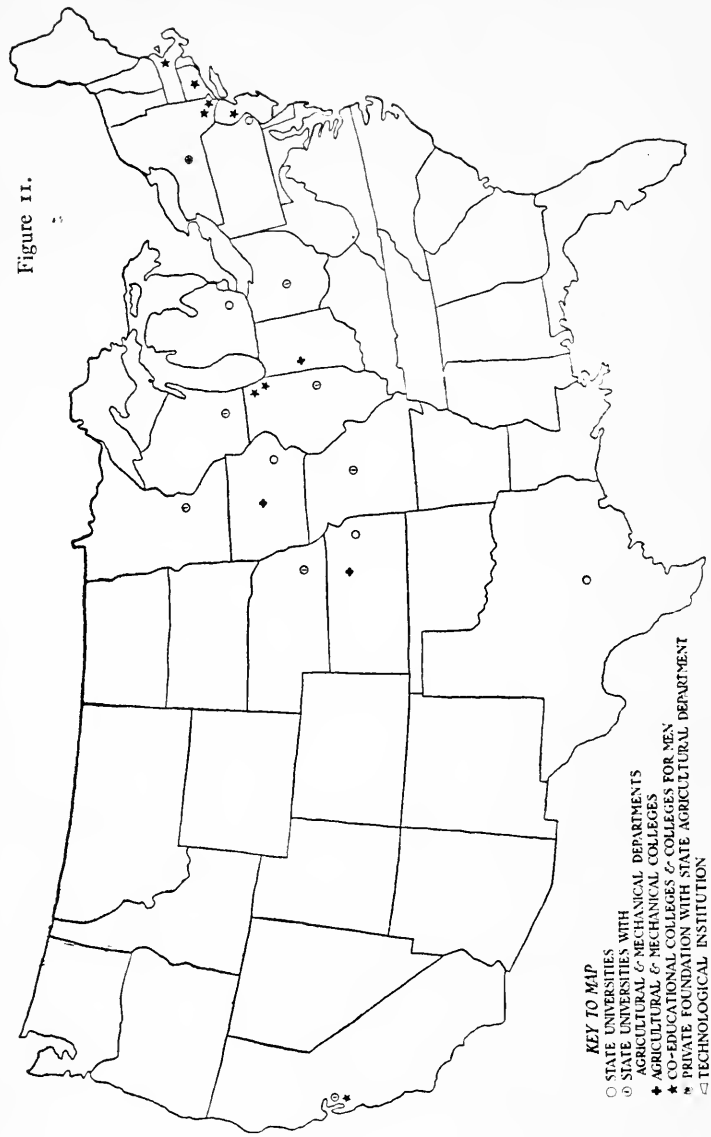 Figure 11.
KEY TO MAP
STATE UNIVERSITIES
STATE UNIVERSITIES WITH
AGRICULTURAL & MECHANICAL DEPARTMENTS
AGRICULTURAL & MECHANICAL COLLEGES
CO-EDUCATIONAL COLLEGES & COLLEGES FOR MEN
PRIVATE FOUNDATION WITH STATE AGRICULTURAL DEPARTMENT
TECHNOLOGICAL INSTITUTION